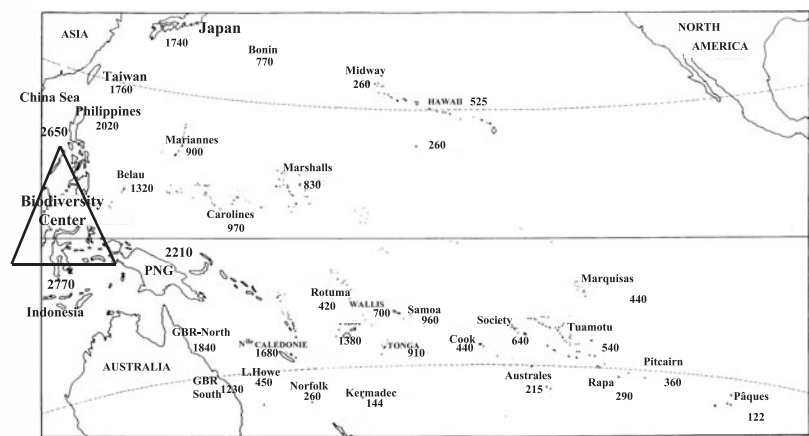 ASIA
Japan
1740
Bonin
770
NORTH
AMERICA
Taiwan
1760
Midway
260
HAWAII 525
China Sea
Philippines
2020
2650
Mariannes
900
260
Belau
1320
Marshalls
830
Biodiversity
Center
Carolines
970
2210
PNG
2770
Indonesia
Rotuma
420
WALLIS
700
Samoa
960
Marquisas
440
GBR-North
1840
Nlle CALEDONIE
1680
1380
TONGA
910
Cook
440
Society
640
Tuamotu
540
AUSTRALIA
GBR
South
1230
L.Howe
450
Norfolk
260
Kermadec
144
Australes
215
Rapa
290
Pitcairn
360
Pâques
122